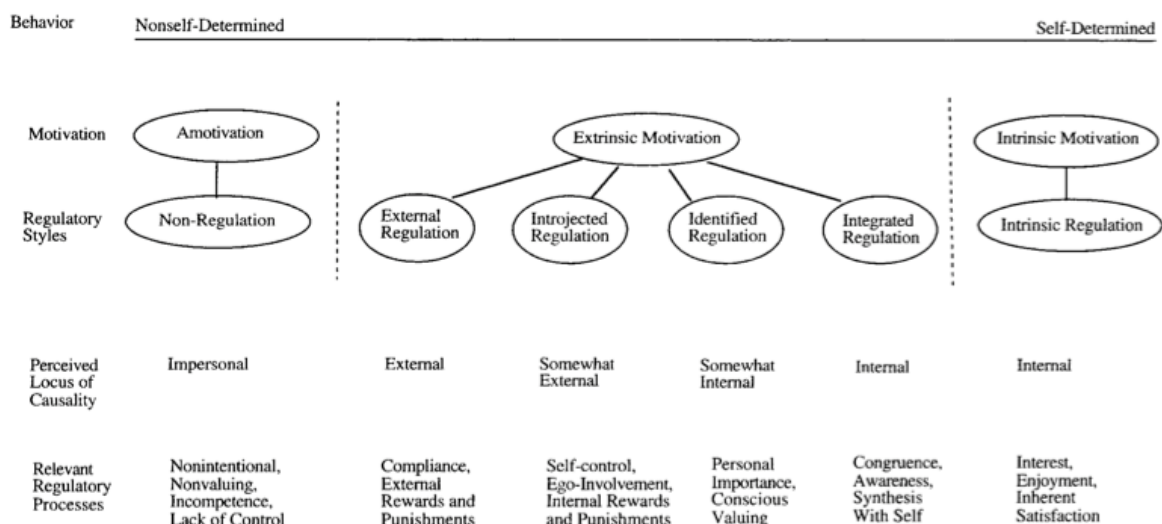 Behavior Nonself-Determined Self-Determined
Motivation Amotivation Extrinsic Motivation Intrinsic Motivation
Regulatory
Styles
Non-Regulation
External
Regulation
Introjected
Regulation
Identified
Regulation
Integrated
Regulation
Intrinsic Regulation
Perceived
Locus of
Causality
Impersonal
External
Somewhat
External
Somewhat
Internal
Internal
Internal
Relevant
Regulatory
Processes
Nonintentional,
Nonvaluing,
Incompetence,
Lack of Control
Compliance,
External
Rewards and
Punishments
Self-control,
Ego-Involvement,
Internal Rewards
and Punishments
Personal
Importance,
Conscious
Valuing
Congruence,
Awareness,
Synthesis
With Self
Interest,
Enjoyment,
Inherent
Satisfaction